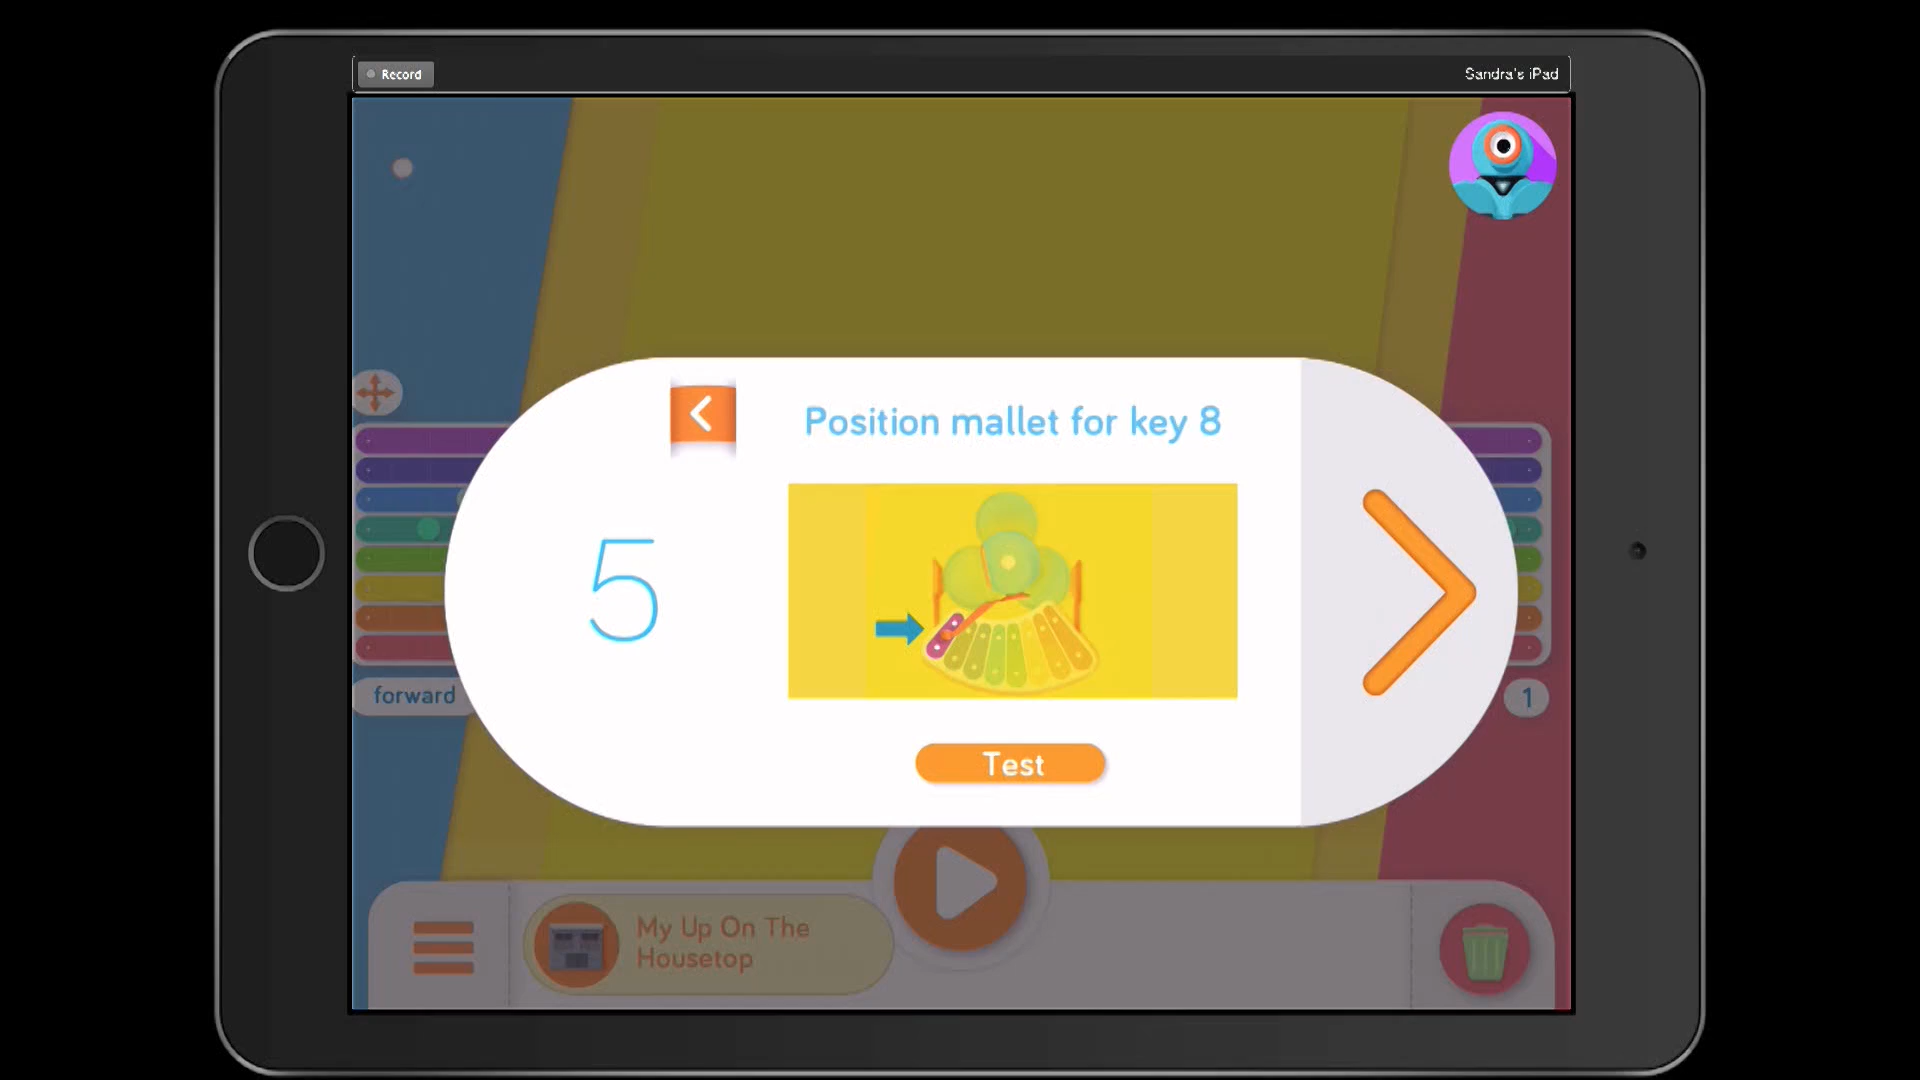 Record
Sandra's iPad
Position mallet for key 8
5
forward
1
Test
My Up On The
Housetop